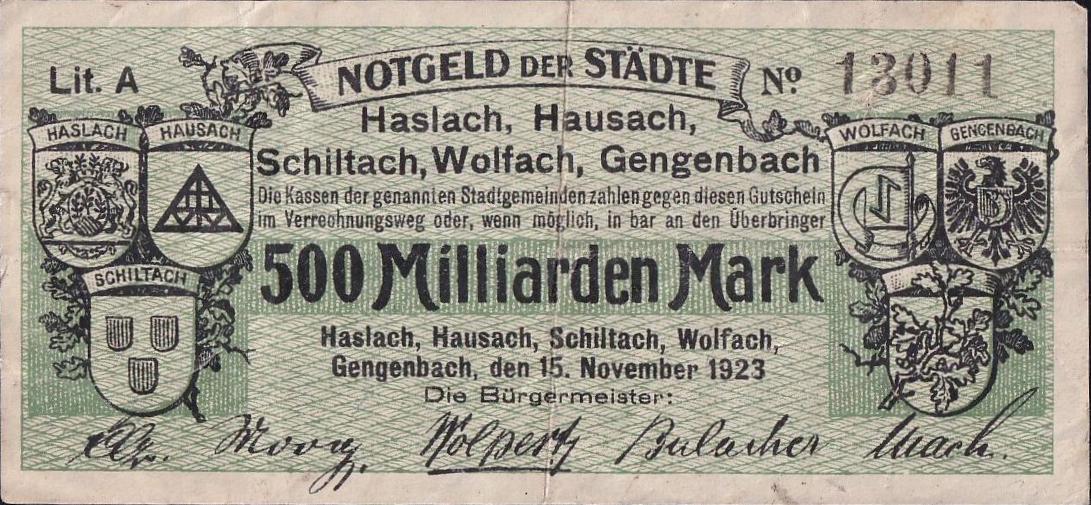 Lit. A
NOTGELD DER STÄDTE
No. 13011
Haslach, Hausach,
Schiltach, Wolfach, Gengenbach
Die Kassen der genannten Stadtgemeinden zahlen gegen diesen Gutschein
im Verrechnungsweg oder, wenn möglich, in bar an den Überbringer
500 Milliarden Mark
HASLACH
HAUSACH
SCHILTACH
WOLFACH
GENGENBACH
Haslach, Hausach, Schiltach, Wolfach,
Gengenbach, den 15. November 1923
Die Bürgermeister:
Bulacher